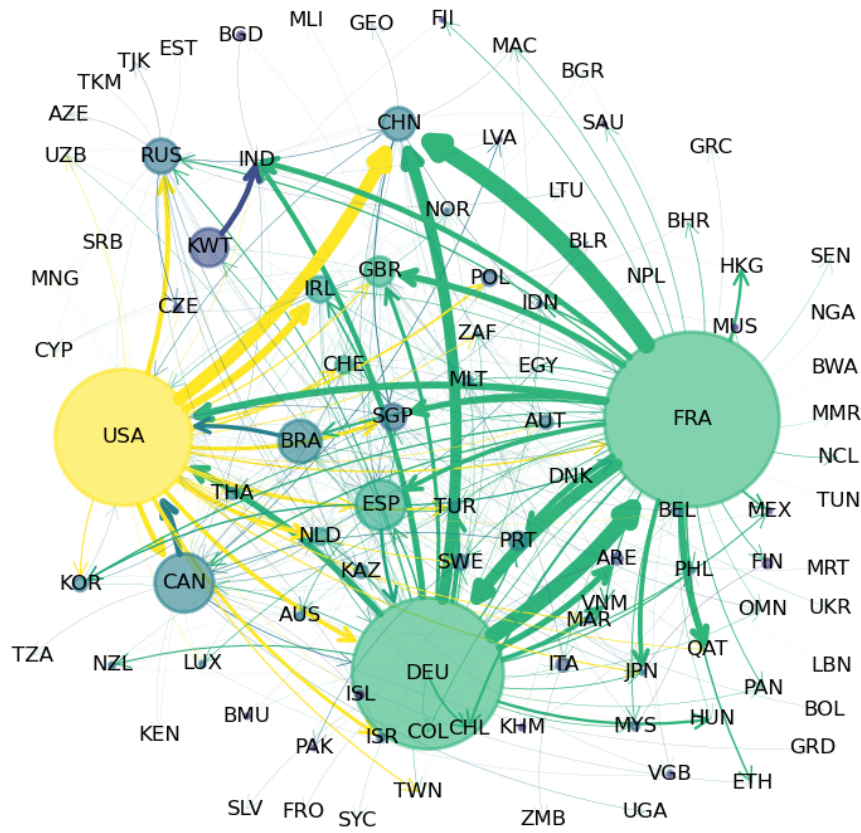 MLI
FJI
GEO
BGD
MAC
EST
TJK
BGR
TKM
AZE
CHN
SAU
LVA
GRC
UZB
RUS
IND
LTU
NOR
BHR
SRB
KWT
BLR
SEN
HKG
GBR
NPL
MNG
POL
IRL
CZE
IDN
NGA
MUS
ZAF
CYP
CHE
EGY
BWA
MLT
MMR
SGP
AUT
FRA
USA
BRA
NCL
DNK
THA
TUN
ESP
TUR
BEL
MEX
NLD
PRT
SWE
ARE
FIN
MRT
KAZ
PHL
KOR
CAN
VNM
OMN
UKR
AUS
MAR
QAT
TZA
NZL
LUX
DEU
ITA
JPN
LBN
PAN
ISL
BOL
BMU
HUN
COL
CHL
KHM
MYS
KEN
ISR
PAK
GRD
VGB
ETH
TWN
SLV
FRO
SYC
ZMB
UGA